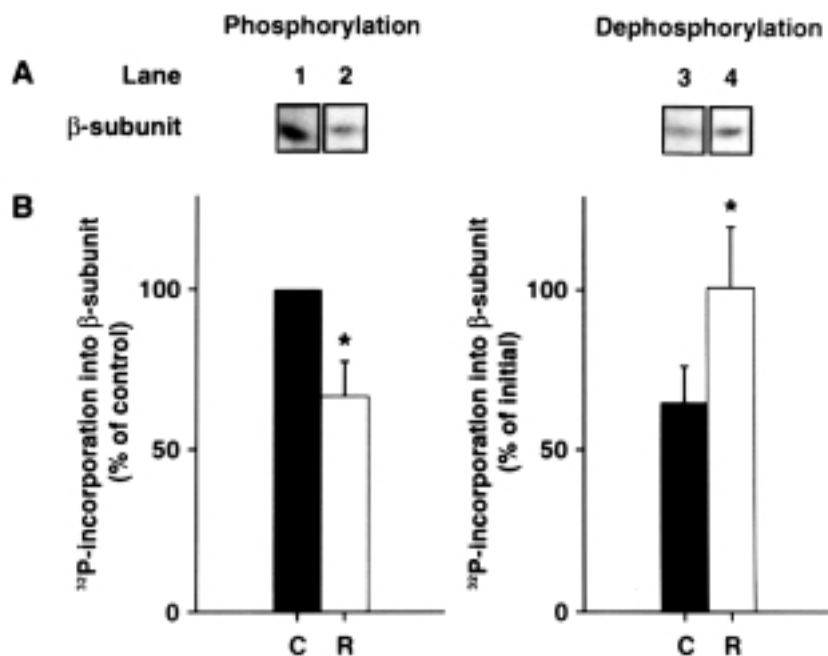 Phosphorylation Dephosphorylation
A Lane 1 2 3 4
β-subunit
B
³²P-incorporation into β-subunit
(% of control)
100
50
0
*
C R
³²P-incorporation into β-subunit
(% of initial)
100
50
0
*
C R